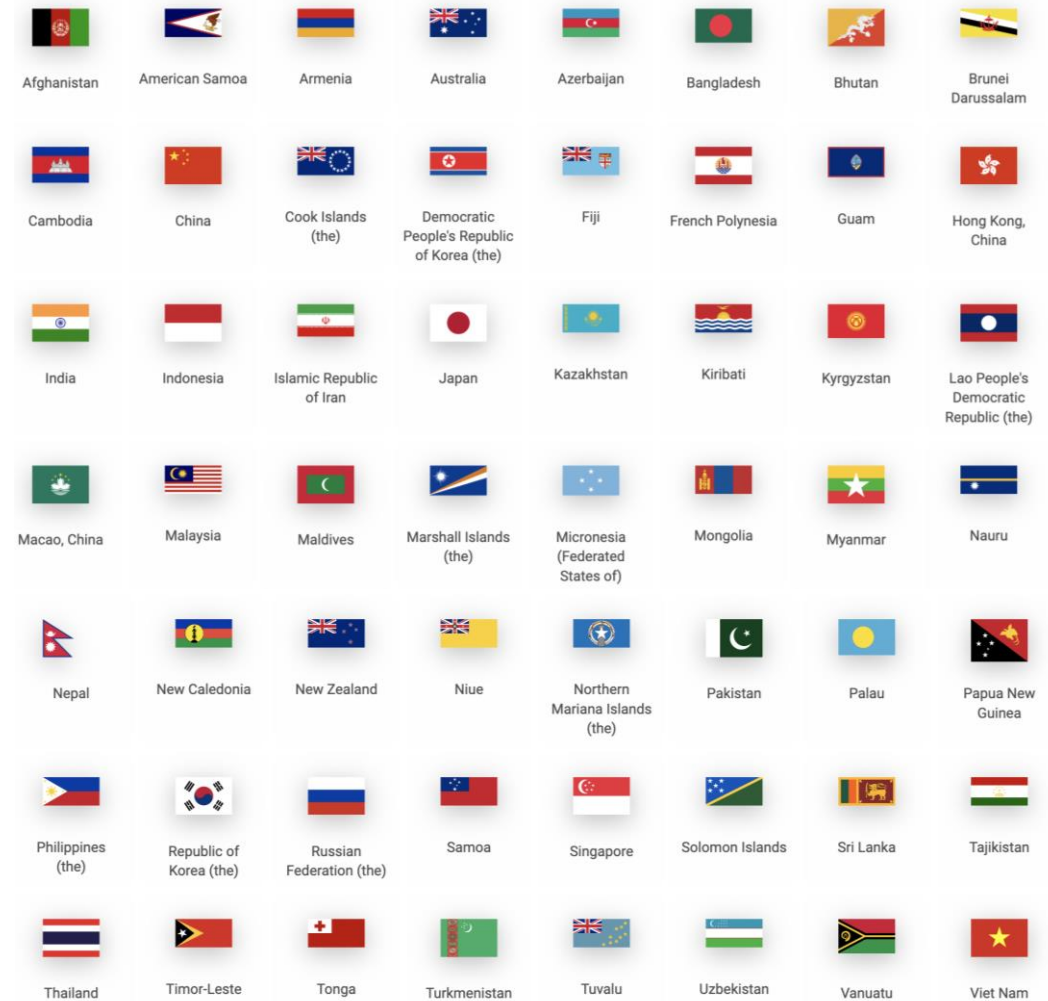 Afghanistan
American Samoa
Armenia
Australia
Azerbaijan
Bangladesh
Bhutan
Brunei
Darussalam
Cambodia
China
Cook Islands
(the)
Democratic
People's Republic
of Korea (the)
Fiji
French Polynesia
Guam
Hong Kong,
China
India
Indonesia
Islamic Republic
of Iran
Japan
Kazakhstan
Kiribati
Kyrgyzstan
Lao People's
Democratic
Republic (the)
Macao, China
Malaysia
Maldives
Marshall Islands
(the)
Micronesia
(Federated
States of)
Mongolia
Myanmar
Nauru
Nepal
New Caledonia
New Zealand
Niue
Northern
Mariana Islands
(the)
Pakistan
Palau
Papua New
Guinea
Philippines
(the)
Republic of
Korea (the)
Russian
Federation (the)
Samoa
Singapore
Solomon Islands
Sri Lanka
Tajikistan
Thailand
Timor-Leste
Tonga
Turkmenistan
Tuvalu
Uzbekistan
Vanuatu
Viet Nam